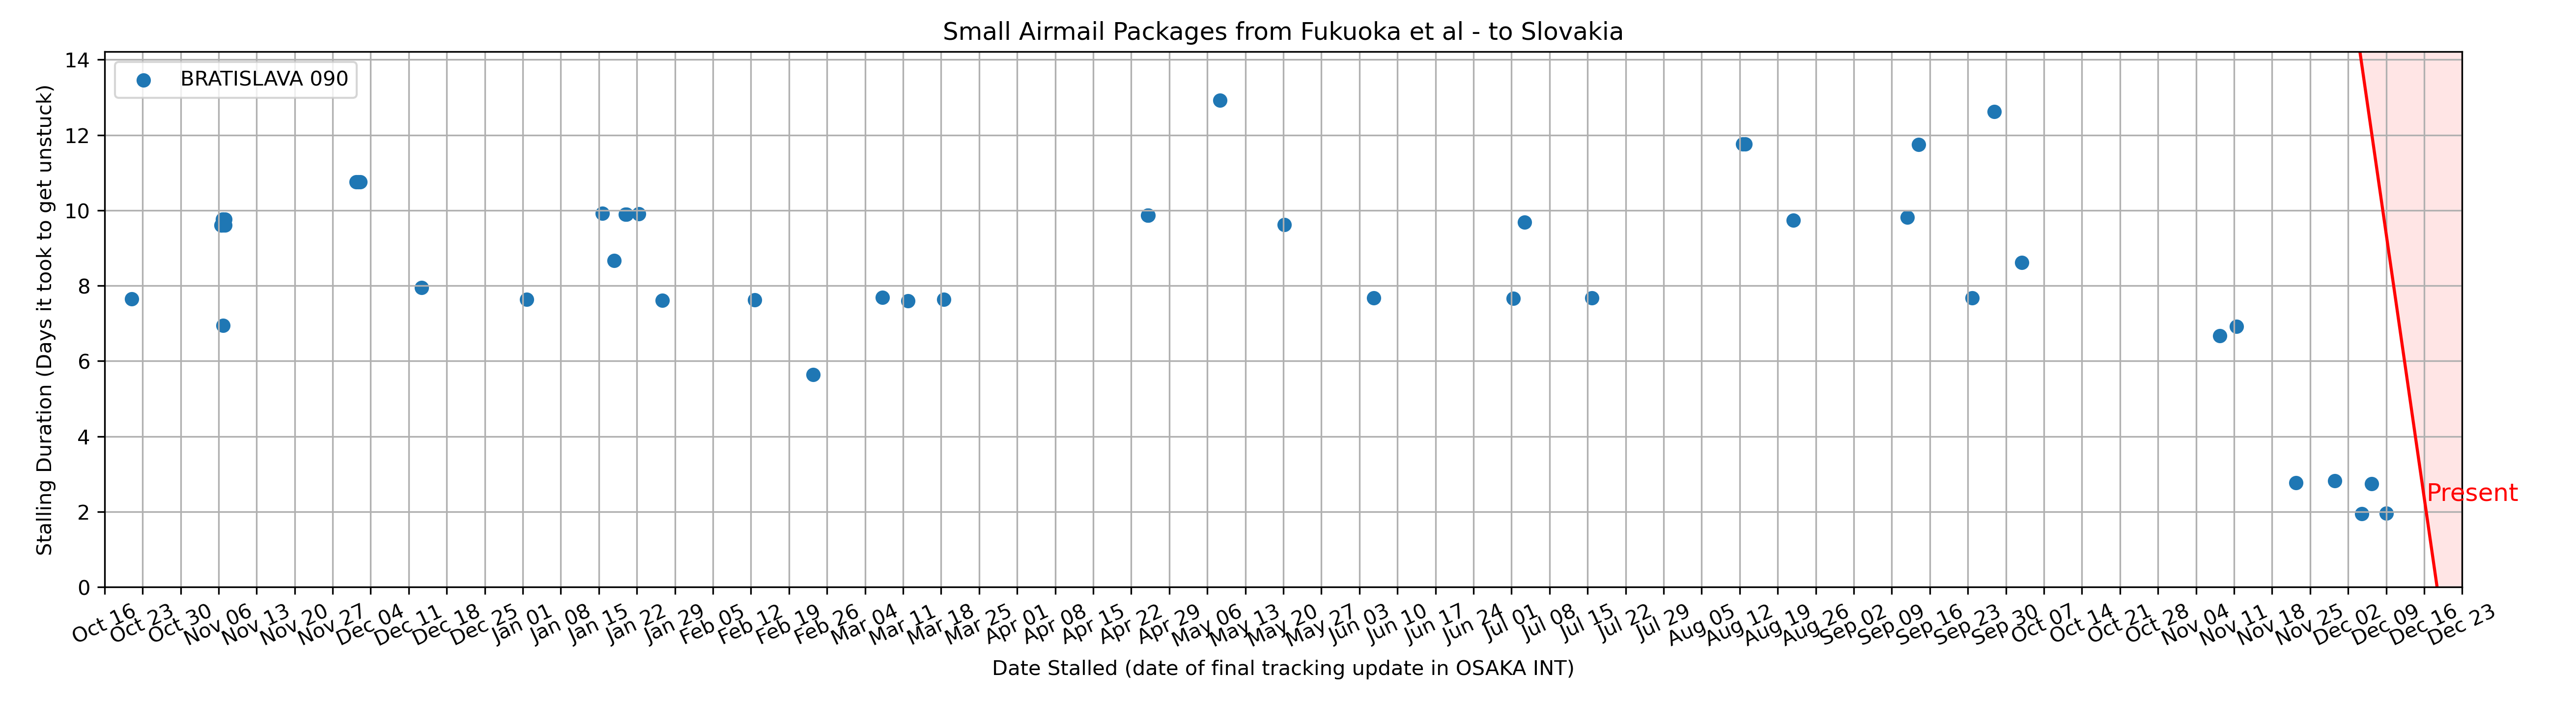 Small Airmail Packages from Fukuoka et al - to Slovakia
BRATISLAVA 090
Stalling Duration (Days iit took to get unstuck)
14
12
10
8
6
4
2
0
Present
Oct 16
Oct 23
Oct 30
Nov 06
Nov 13
Nov 20
Nov 27
Dec 04
Dec 11
Dec 18
Dec 25
Jan 01
Jan 08
Jan 15
Jan 22
Jan 29
Feb 05
Feb 12
Feb 19
Feb 26
Mar 04
Mar 11
Mar 18
Mar 25
Apr 01
Apr 08
Apr 15
Apr 22
Apr 29
May 06
May 13
May 20
May 27
Jun 03
Jun 10
Jun 17
Jun 24
Jul 01
Jul 08
Jul 15
Jul 22
Jul 29
Aug 05
Aug 12
Aug 19
Aug 26
Sep 02
Sep 09
Sep 16
Sep 23
Sep 30
Oct 07
Oct 14
Oct 21
Oct 28
Nov 04
Nov 11
Nov 18
Nov 25
Dec 02
Dec 09
Dec 16
Dec 23
Date Stalled (date of final tracking update in OSAKA INT)